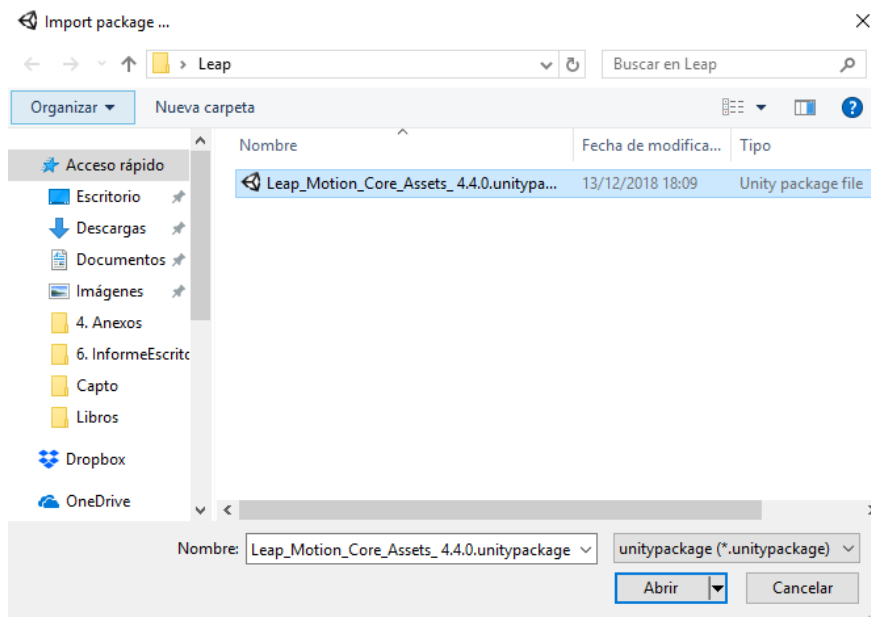 Import package ...
Leap
Buscar en Leap
Organizar
Nueva carpeta
Nombre
Fecha de modifica...
Tipo
Acceso rápido
Leap_Motion_Core_Assets_ 4.4.0.unitypa...
13/12/2018 18:09
Unity package file
Escritorio
Descargas
Documentos
Imágenes
4. Anexos
6. InformeEscritc
Capto
Libros
Dropbox
OneDrive
Nombre:
Leap_Motion_Core_Assets_ 4.4.0.unitypackage
unitypackage (*.unitypackage)
Abrir
Cancelar